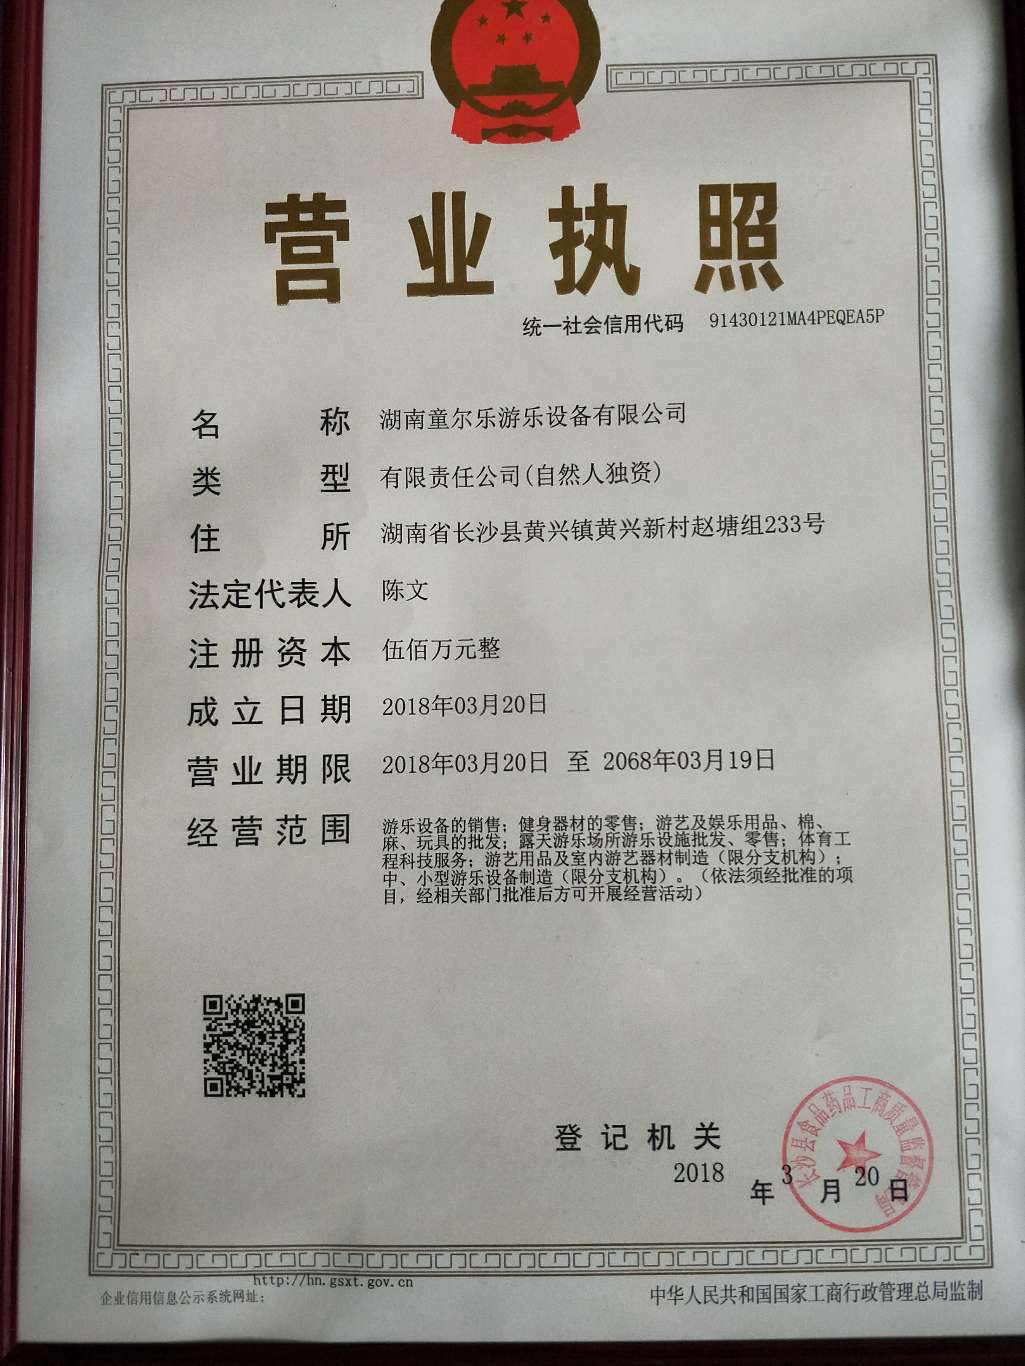 营业执照
统一社会信用代码 91430121MA4PEQEA5P
名称 湖南童尔乐游乐设备有限公司
类型 有限责任公司(自然人独资)
住所 湖南省长沙县黄兴镇黄兴新村赵塘组233号
法定代表人 陈文
注册资本 伍佰万元整
成立日期 2018年03月20日
营业期限 2018年03月20日 至 2068年03月19日
经营范围 游乐设备的销售；健身器材的零售；游艺及娱乐用品、棉、
麻、玩具的批发；露天游乐场所游乐设施批发、零售；体育工
程科技服务；游艺用品及室内游艺器材制造（限分支机构）；
中、小型游乐设备制造（限分支机构）。（依法须经批准的项
目，经相关部门批准后方可开展经营活动）
长沙县食品药品工商质量监督
登记机关
2018年3月20日
http://hn.gsxt.gov.cn
企业信用信息公示系统网址：
中华人民共和国国家工商行政管理总局监制